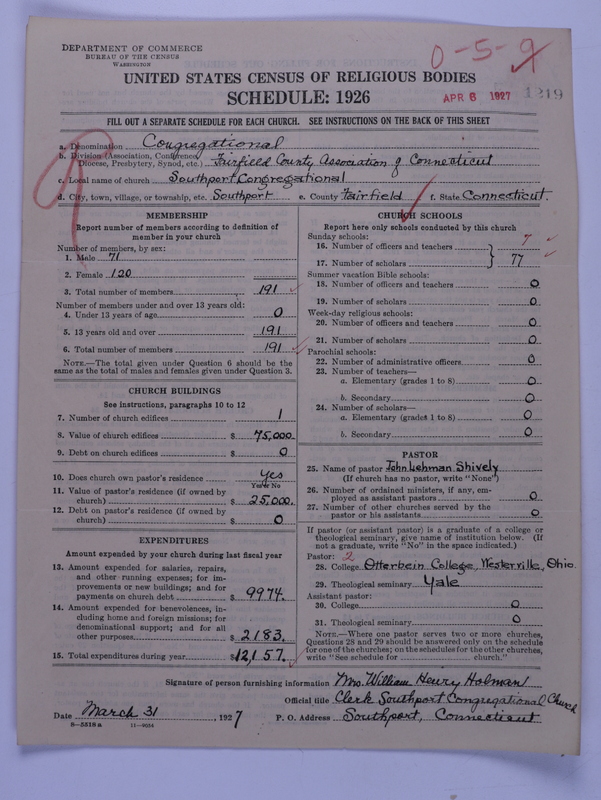 DEPARTMENT OF COMMERCE
BUREAU OF THE CENSUS
WASHINGTON
0-5-9
UNITED STATES CENSUS OF RELIGIOUS BODIES
SCHEDULE: 1926
APR 6 1927
1219
FILL OUT A SEPARATE SCHEDULE FOR EACH CHURCH. SEE INSTRUCTIONS ON THE BACK OF THIS SHEET
a. Denomination Congregational
b. Division (Association, Conference, Diocese, Presbytery, Synod, etc.) Fairfield County Association of Connecticut
c. Local name of church Southport Congregational
d. City, town, village, or township, etc. Southport e. County Fairfield f. State Connecticut.
MEMBERSHIP
Report number of members according to definition of
member in your church
Number of members, by sex:
1. Male 71
2. Female 120
3. Total number of members 191
Number of members under and over 13 years old:
4. Under 13 years of age 0
5. 13 years old and over 191
6. Total number of members 191
NOTE.—The total given under Question 6 should be the
same as the total of males and females given under Question 3.
CHURCH BUILDINGS
See instructions, paragraphs 10 to 12
7. Number of church edifices 1
8. Value of church edifices $ 75,000.
9. Debt on church edifices $ 0
10. Does church own pastor's residence? Yes
Yes or No
11. Value of pastor's residence (if owned by
church) $ 25,000.
12. Debt on pastor's residence (if owned by
church) $ 0
EXPENDITURES
Amount expended by your church during last fiscal year
13. Amount expended for salaries, repairs,
and other running expenses; for im-
provements or new buildings; and for
payments on church debt $ 9974.
14. Amount expended for benevolences, in-
cluding home and foreign missions; for
denominational support; and for all
other purposes $ 2183.
15. Total expenditures during year $ 12,157.
CHURCH SCHOOLS
Report here only schools conducted by this church
Sunday schools:
16. Number of officers and teachers 7
17. Number of scholars 77
Summer vacation Bible schools:
18. Number of officers and teachers 0
19. Number of scholars 0
Week-day religious schools:
20. Number of officers and teachers 0
21. Number of scholars 0
Parochial schools:
22. Number of administrative officers 0
23. Number of teachers—
a. Elementary (grades 1 to 8) 0
b. Secondary 0
24. Number of scholars—
a. Elementary (grades 1 to 8) 0
b. Secondary 0
PASTOR
25. Name of pastor John Lehman Shively
(If church has no pastor, write "None")
26. Number of ordained ministers, if any, em-
ployed as assistant pastors 0
27. Number of other churches served by the
pastor or his assistants 0
If pastor (or assistant pastor) is a graduate of a college or
theological seminary, give name of institution below. (If
not a graduate, write "No" in the space indicated.)
Pastor: 2
28. College Otterbein College, Westerville, Ohio.
29. Theological seminary Yale
Assistant pastor:
30. College 0
31. Theological seminary 0
NOTE.—Where one pastor serves two or more churches,
Questions 28 and 29 should be answered only on the schedule
for one of the churches; on the schedules for the other churches,
write "See schedule for church."
Signature of person furnishing information Mrs. William Henry Holman
Official title Clerk Southport Congregational Church
Date March 31, 1927 P. O. Address Southport, Connecticut
8-5518 a 11-9034